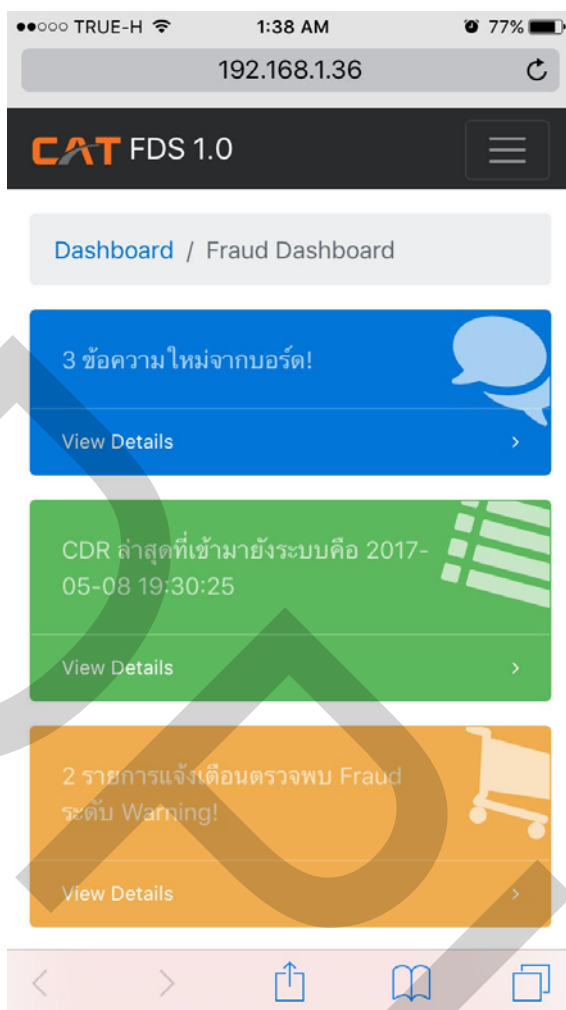 TRUE-H 1:38 AM 77%
192.168.1.36
CAT FDS 1.0
Dashboard / Fraud Dashboard
3 ข้อความใหม่จากบอร์ด!
View Details
CDR ล่าสุดที่เข้ามายังระบบคือ 2017-
05-08 19:30:25
View Details
2 รายการแจ้งเตือนตรวจพบ Fraud
ระดับ Warning!
View Details